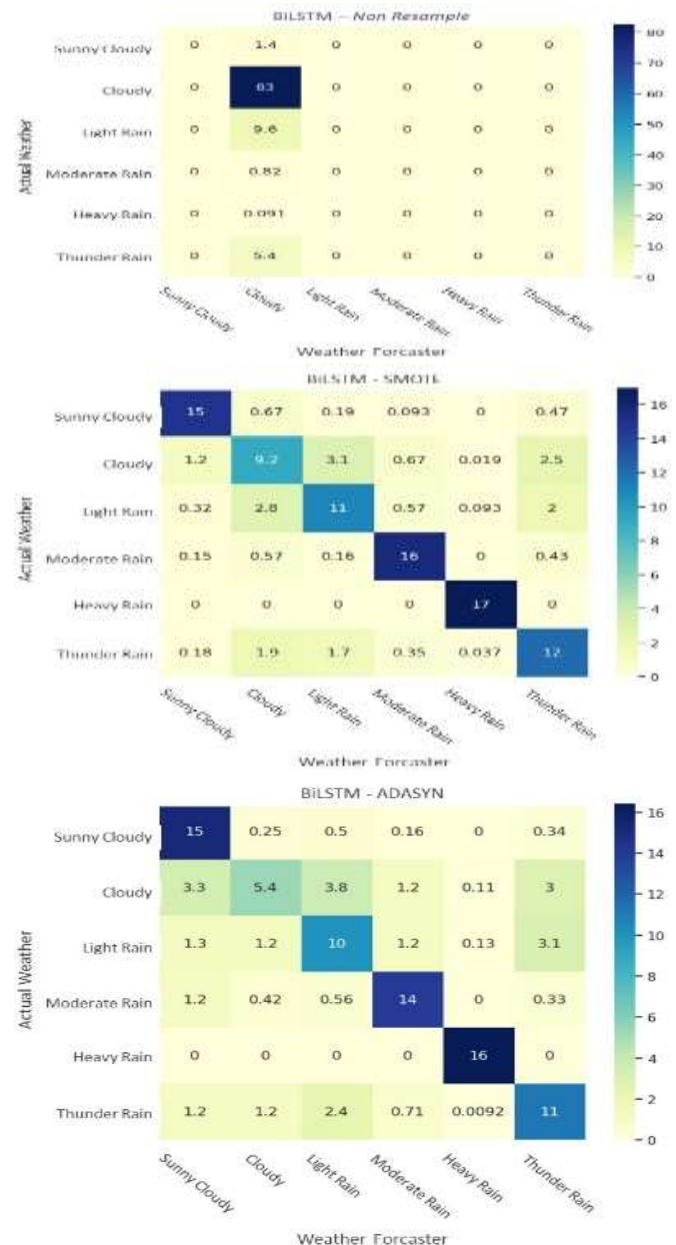 BiLSTM – Non Resample
Sunny Cloudy 0 1.4 0 0 0 0
Cloudy 0 83 0 0 0 0
Light Rain 0 9.6 0 0 0 0
Moderate Rain 0 0.82 0 0 0 0
Heavy Rain 0 0.091 0 0 0 0
Thunder Rain 0 5.4 0 0 0 0
Actual Weather
80
70
60
50
40
30
20
10
0
Sunny Cloudy Cloudy Light Rain Moderate Rain Heavy Rain Thunder Rain
Weather Forcaster
BiLSTM - SMOTE
Sunny Cloudy 15 0.67 0.19 0.093 0 0.47
Cloudy 1.2 9.2 3.1 0.67 0.019 2.5
Light Rain 0.32 2.8 11 0.57 0.093 2
Moderate Rain 0.15 0.57 0.16 16 0 0.43
Heavy Rain 0 0 0 0 17 0
Thunder Rain 0.18 1.9 1.7 0.35 0.037 12
Actual Weather
16
14
12
10
8
6
4
2
0
Sunny Cloudy Cloudy Light Rain Moderate Rain Heavy Rain Thunder Rain
Weather Forcaster
BiLSTM - ADASYN
Sunny Cloudy 15 0.25 0.5 0.16 0 0.34
Cloudy 3.3 5.4 3.8 1.2 0.11 3
Light Rain 1.3 1.2 10 1.2 0.13 3.1
Moderate Rain 1.2 0.42 0.56 14 0 0.33
Heavy Rain 0 0 0 0 16 0
Thunder Rain 1.2 1.2 2.4 0.71 0.0092 11
Actual Weather
16
14
12
10
8
6
4
2
0
Sunny Cloudy Cloudy Light Rain Moderate Rain Heavy Rain Thunder Rain
Weather Forcaster